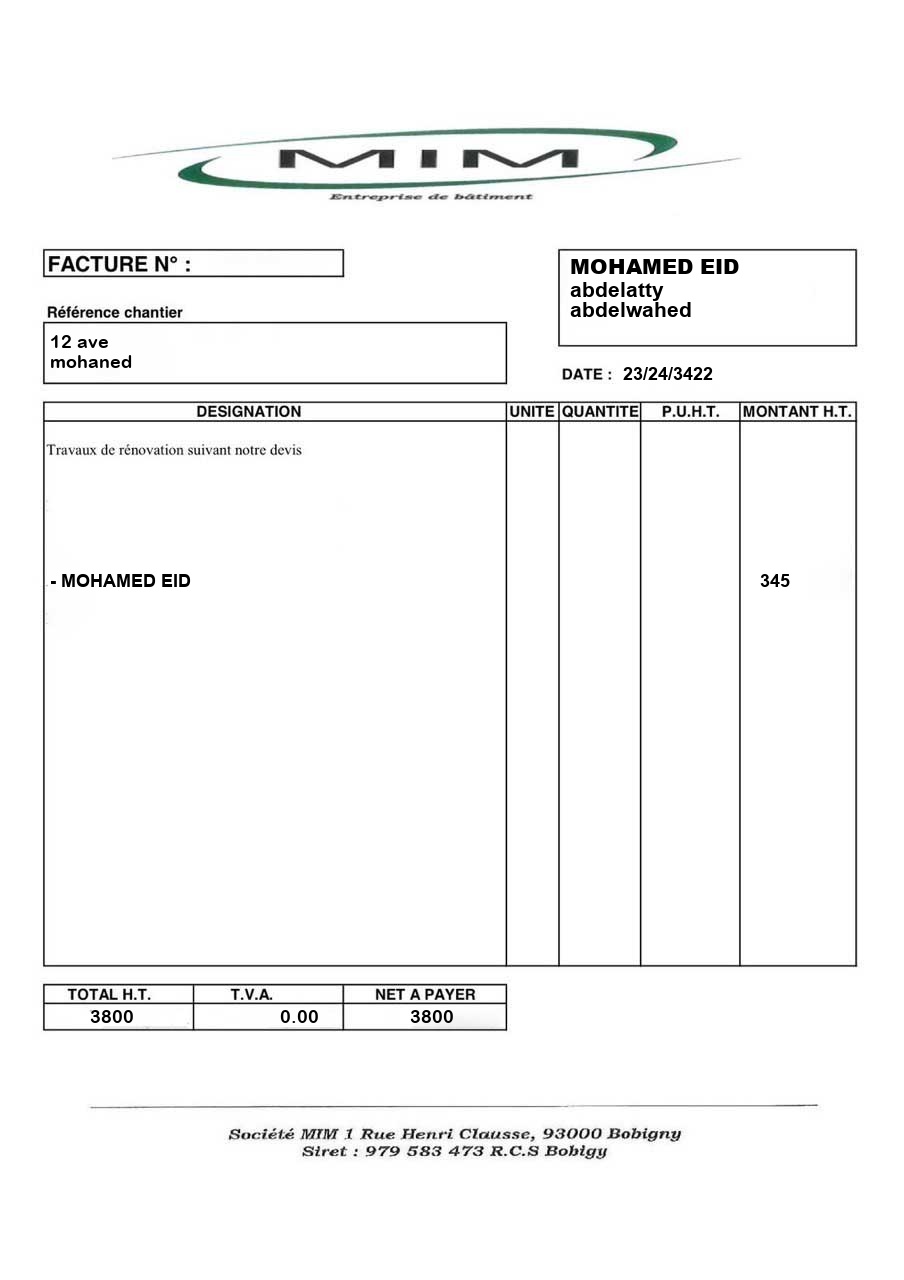 MIM
Entreprise de bâtiment
FACTURE N° :
MOHAMED EID
abdelatty
abdelwahed
Référence chantier
12 ave
mohaned
DATE : 23/24/3422
DESIGNATION UNITE QUANTITE P.U.H.T. MONTANT H.T.
Travaux de rénovation suivant notre devis
- MOHAMED EID 345
TOTAL H.T. T.V.A. NET A PAYER
3800 0.00 3800
Société MIM 1 Rue Henri Clausse, 93000 Bobigny
Siret : 979 583 473 R.C.S Bobigy